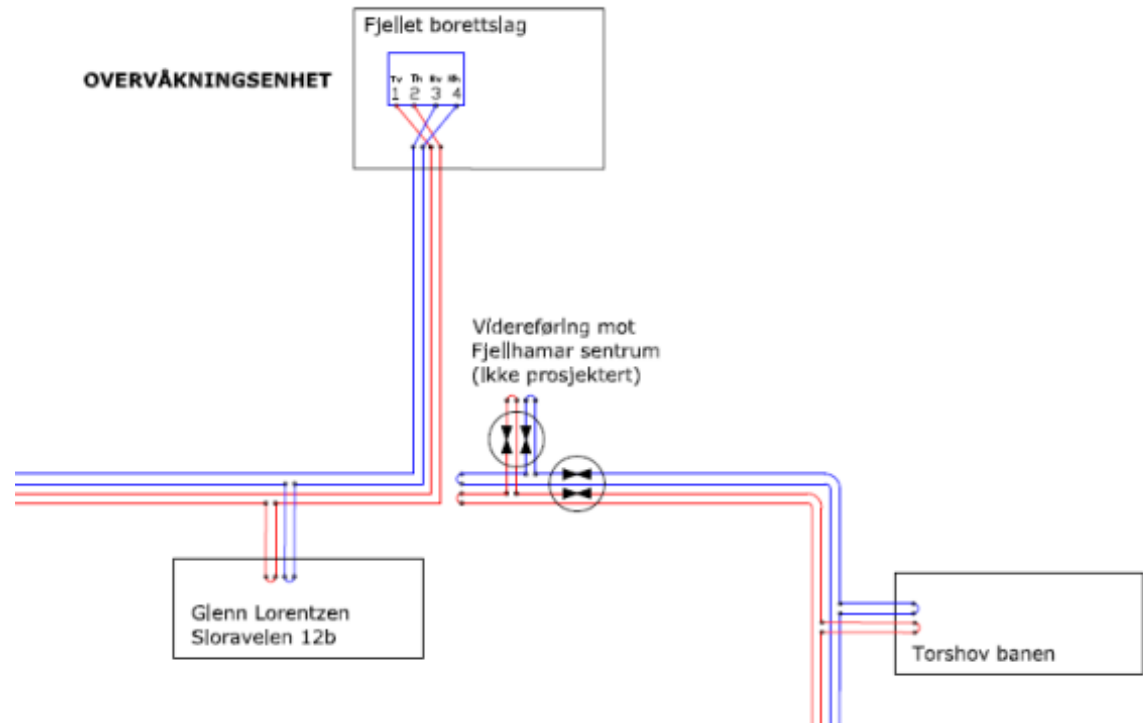 Fjellet borettslag
OVERVÅKNINGSENHET
Tv Th Rv Rh
1 2 3 4
Videreføring mot
Fjellhamar sentrum
(ikke prosjektert)
Glenn Lorentzen
Sloraveien 12b
Torshov banen